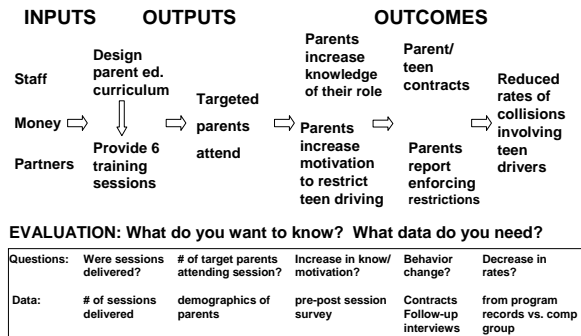 INPUTS OUTPUTS OUTCOMES
Staff
Money
Partners
Design
parent ed.
curriculum
Provide 6
training
sessions
Targeted
parents
attend
Parents
increase
knowledge
of their role
Parents
increase
motivation
to restrict
teen driving
Parent/
teen
contracts
Parents
report
enforcing
restrictions
Reduced
rates of
collisions
involving
teen
drivers
EVALUATION: What do you want to know? What data do you need?
Questions: Were sessions # of target parents Increase in know/ Behavior Decrease in
delivered? attending session? motivation? change? rates?
Data: # of sessions demographics of pre-post session Contracts from program
delivered parents survey Follow-up records vs. comp
interviews group